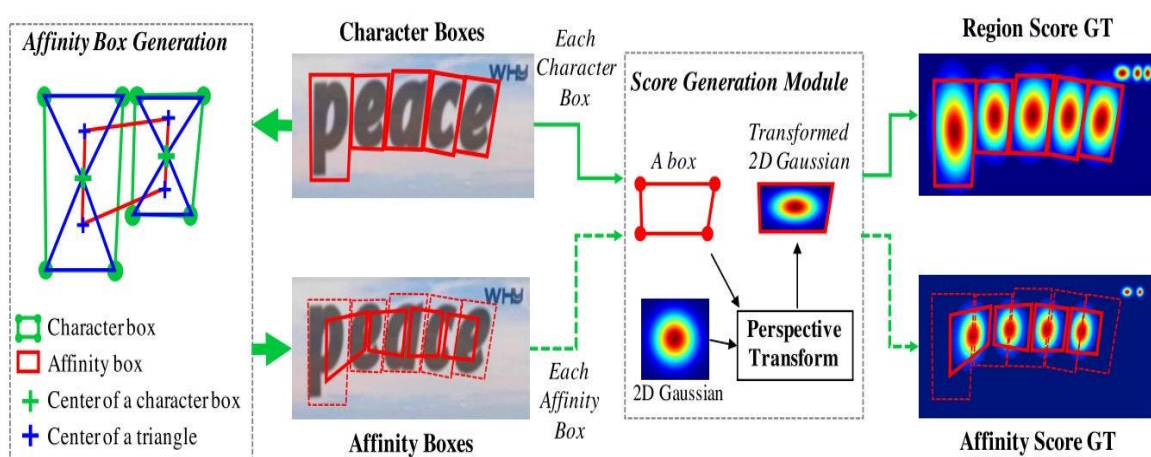 Affinity Box Generation
Character box
Affinity box
Center of a character box
Center of a triangle
Character Boxes
WHY
peace
Each
Character
Box
WHY
peace
Affinity Boxes
Each
Affinity
Box
Score Generation Module
A box
Transformed
2D Gaussian
2D Gaussian
Perspective
Transform
Region Score GT
Affinity Score GT